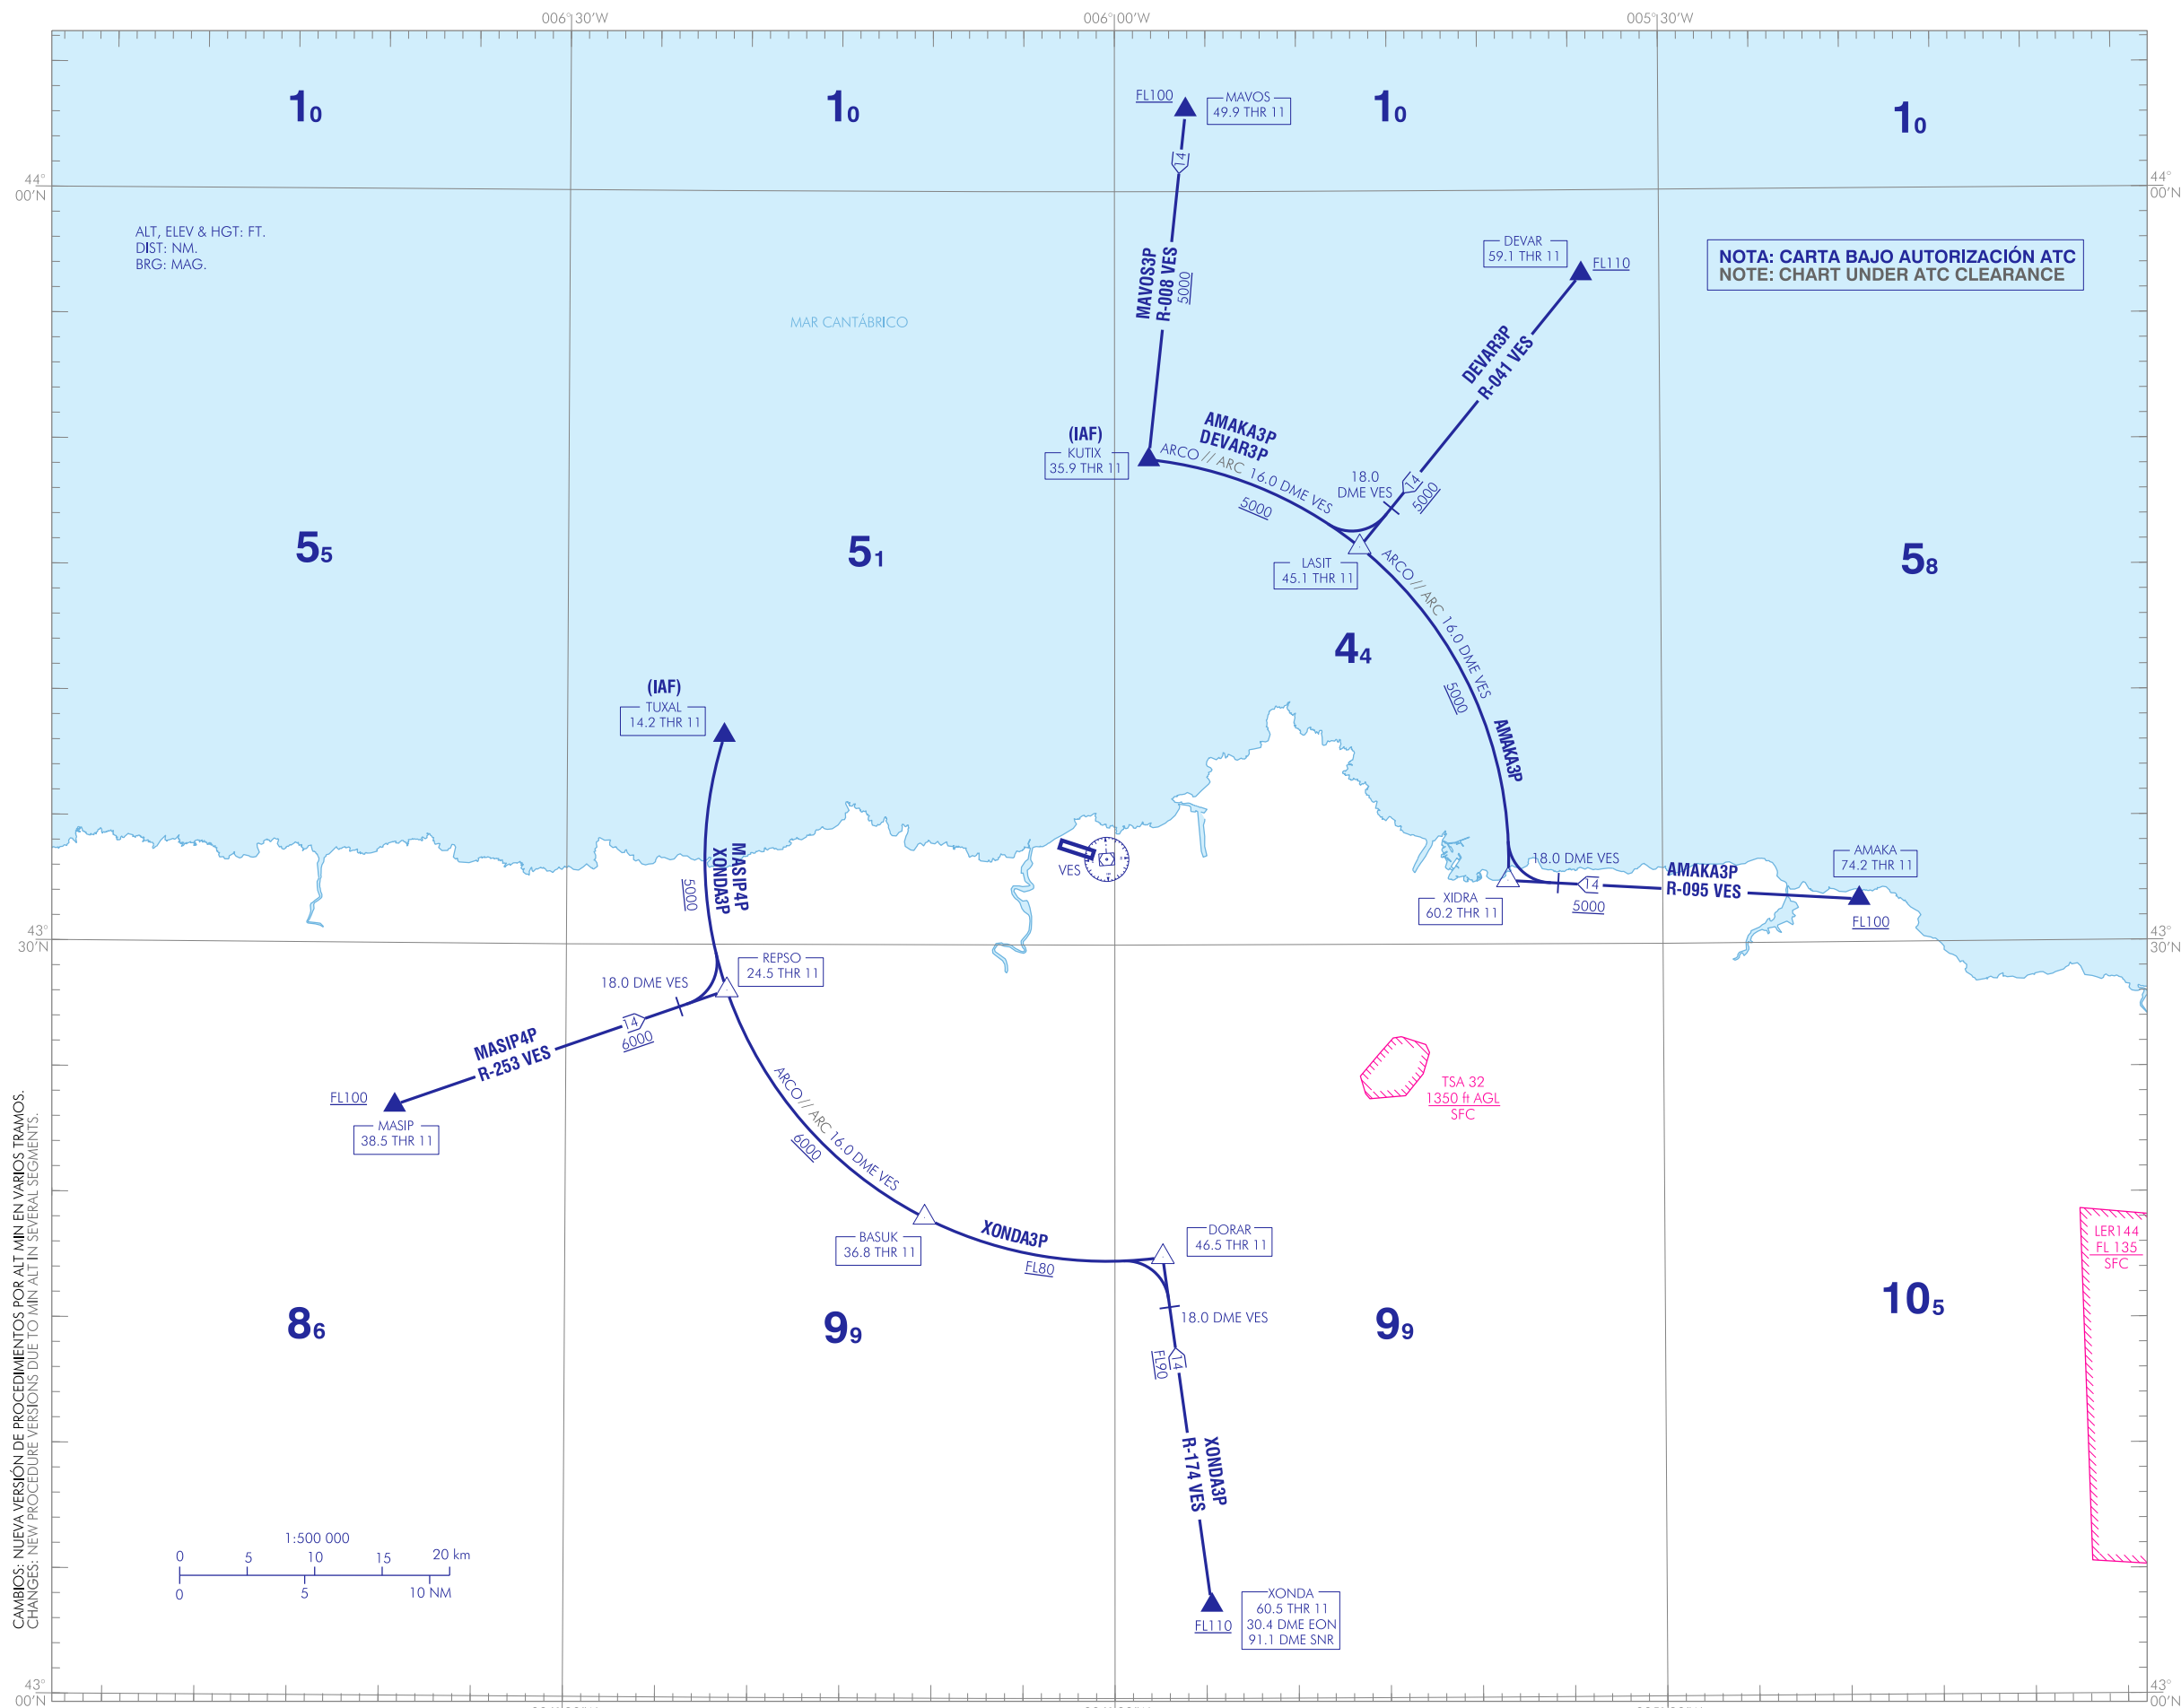 006°30'W
006°00'W
005°30'W
1₀
1₀
1₀
1₀
FL100
MAVOS
49.9 THR 11
14
44°
00'N
44°
00'N
ALT, ELEV & HGT: FT.
DIST: NM.
BRG: MAG.
MAR CANTÁBRICO
MAVOS3P
R-008 VES
5000
DEVAR
59.1 THR 11
FL110
NOTA: CARTA BAJO AUTORIZACIÓN ATC
NOTE: CHART UNDER ATC CLEARANCE
DEVAR3P
R-041 VES
14
5000
(IAF)
KUTIX
35.9 THR 11
AMAKA3P
DEVAR3P
ARCO // ARC 16.0 DME VES
5000
18.0
DME VES
LASIT
45.1 THR 11
5₅
5₁
5₈
4₄
ARCO // ARC 16.0 DME VES
5000
AMAKA3P
(IAF)
TUXAL
14.2 THR 11
MASIP4P
XONDA3P
5000
VES
18.0 DME VES
14
5000
AMAKA3P
R-095 VES
AMAKA
74.2 THR 11
FL100
XIDRA
60.2 THR 11
43°
30'N
43°
30'N
REPSO
24.5 THR 11
18.0 DME VES
14
6000
MASIP4P
R-253 VES
FL100
MASIP
38.5 THR 11
TSA 32
1350 ft AGL
SFC
ARCO // ARC 16.0 DME VES
6000
BASUK
36.8 THR 11
XONDA3P
FL80
DORAR
46.5 THR 11
18.0 DME VES
14
FL90
LER144
FL 135
SFC
8₆
9₉
9₉
10₅
XONDA3P
R-174 VES
FL110
XONDA
60.5 THR 11
30.4 DME EON
91.1 DME SNR
1:500 000
0 5 10 15 20 km
0 5 10 NM
43°
00'N
43°
00'N
CAMBIOS: NUEVA VERSIÓN DE PROCEDIMIENTOS POR ALT MIN EN VARIOS TRAMOS.
CHANGES: NEW PROCEDURE VERSIONS DUE TO MIN ALT IN SEVERAL SEGMENTS.